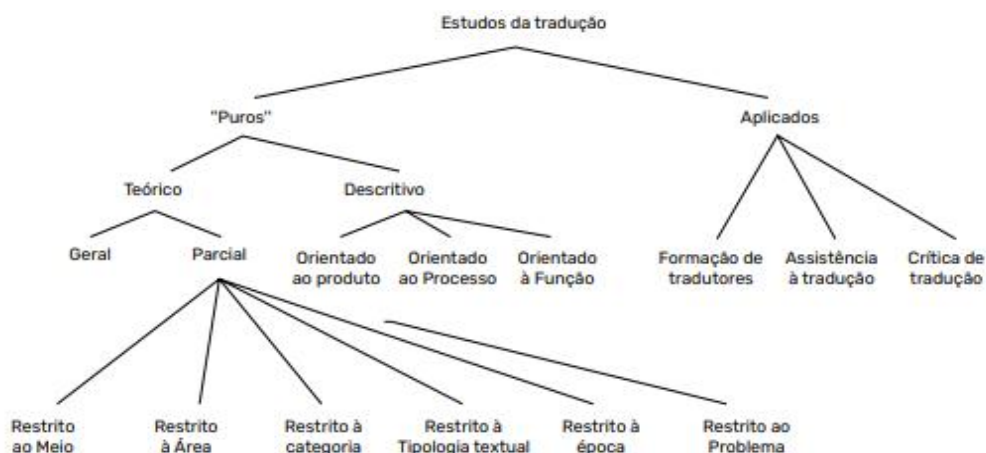 Estudos da tradução
"Puros"
Aplicados
Teórico
Descritivo
Geral
Parcial
Orientado
ao produto
Orientado
ao Processo
Orientado
à Função
Formação de
tradutores
Assistência
à tradução
Crítica de
tradução
Restrito
ao Meio
Restrito
à Área
Restrito à
categoria
Restrito à
Tipologia textual
Restrito à
época
Restrito ao
Problema